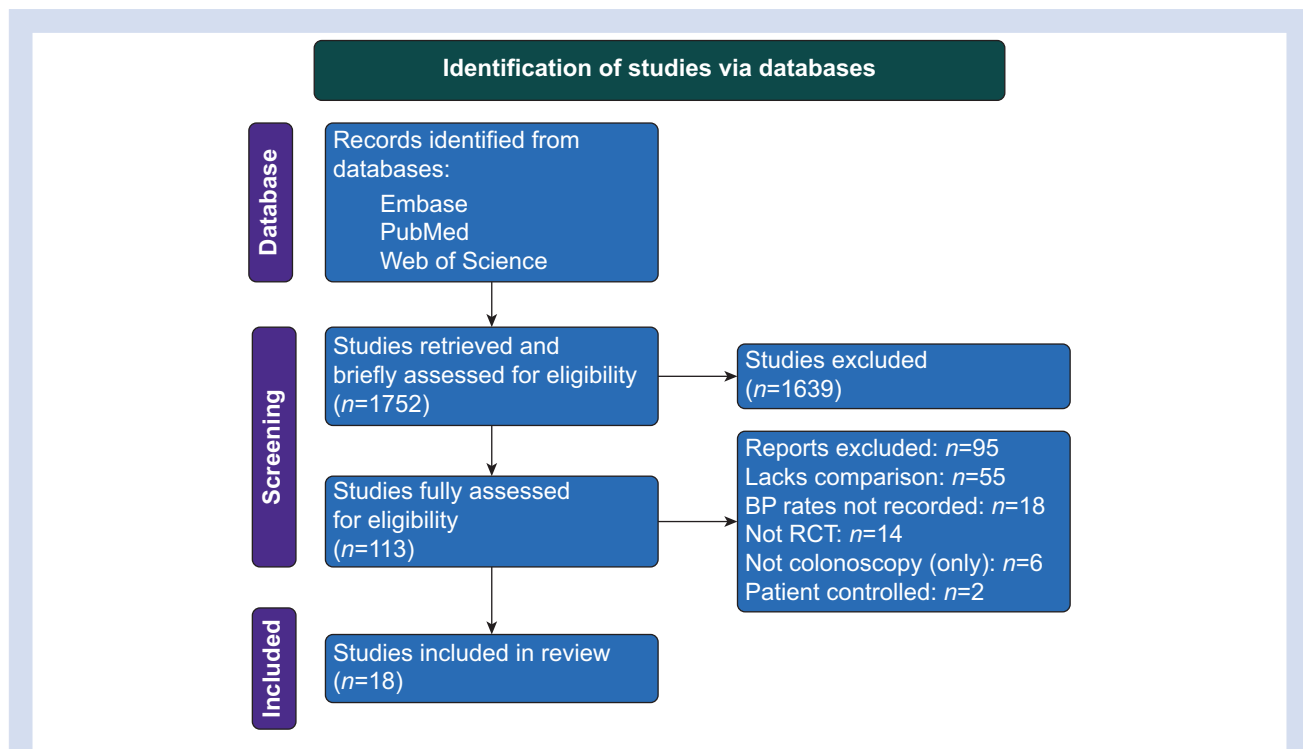 Identification of studies via databases
Database
Records identified from
databases:
Embase
PubMed
Web of Science
Screening
Studies retrieved and
briefly assessed for eligibility
(n=1752)
Studies excluded
(n=1639)
Studies fully assessed
for eligibility
(n=113)
Reports excluded: n=95
Lacks comparison: n=55
BP rates not recorded: n=18
Not RCT: n=14
Not colonoscopy (only): n=6
Patient controlled: n=2
Included
Studies included in review
(n=18)